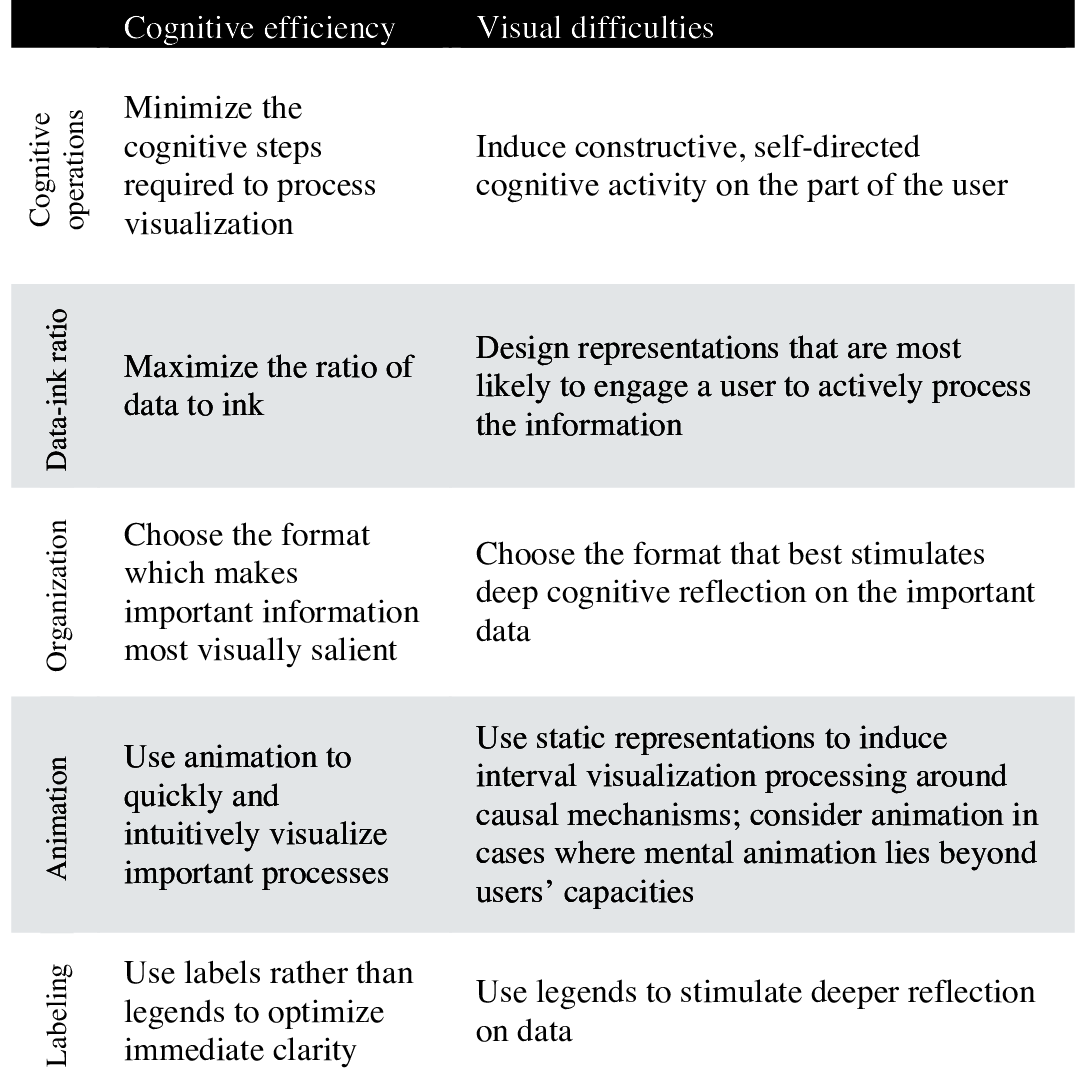 Cognitive efficiency
Visual difficulties
Cognitive
operations
Minimize the
cognitive steps
required to process
visualization
Induce constructive, self-directed
cognitive activity on the part of the user
Data-ink ratio
Maximize the ratio of
data to ink
Design representations that are most
likely to engage a user to actively process
the information
Organization
Choose the format
which makes
important information
most visually salient
Choose the format that best stimulates
deep cognitive reflection on the important
data
Animation
Use animation to
quickly and
intuitively visualize
important processes
Use static representations to induce
interval visualization processing around
causal mechanisms; consider animation in
cases where mental animation lies beyond
users’ capacities
Labeling
Use labels rather than
legends to optimize
immediate clarity
Use legends to stimulate deeper reflection
on data